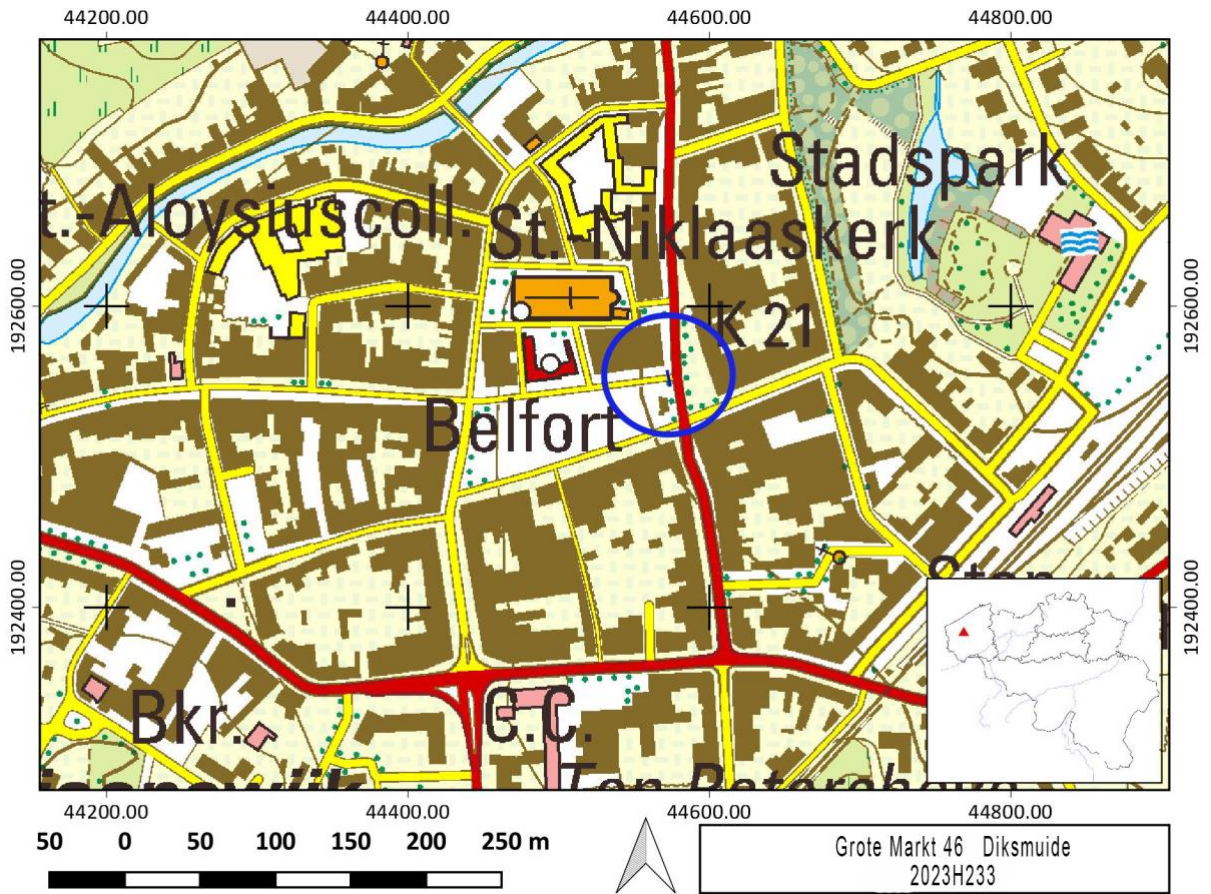 44200.00 44400.00 44600.00 44800.00
Stadspark
t.-Aloysiuscoll.
St.-Niklaaskerk
192600.00
192600.00
K 21
Belfort
192400.00
192400.00
Stan
Bkr.
C.C.
44200.00 44400.00 44600.00 44800.00
50 0 50 100 150 200 250 m
Grote Markt 46 Diksmuide
2023H233